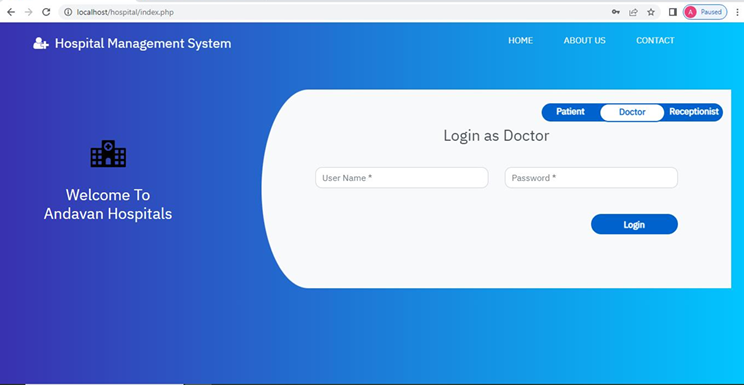 localhost/hospital/index.php
A Paused
Hospital Management System
HOME ABOUT US CONTACT
Patient Doctor Receptionist
Login as Doctor
User Name * Password *
Login
Welcome To
Andavan Hospitals